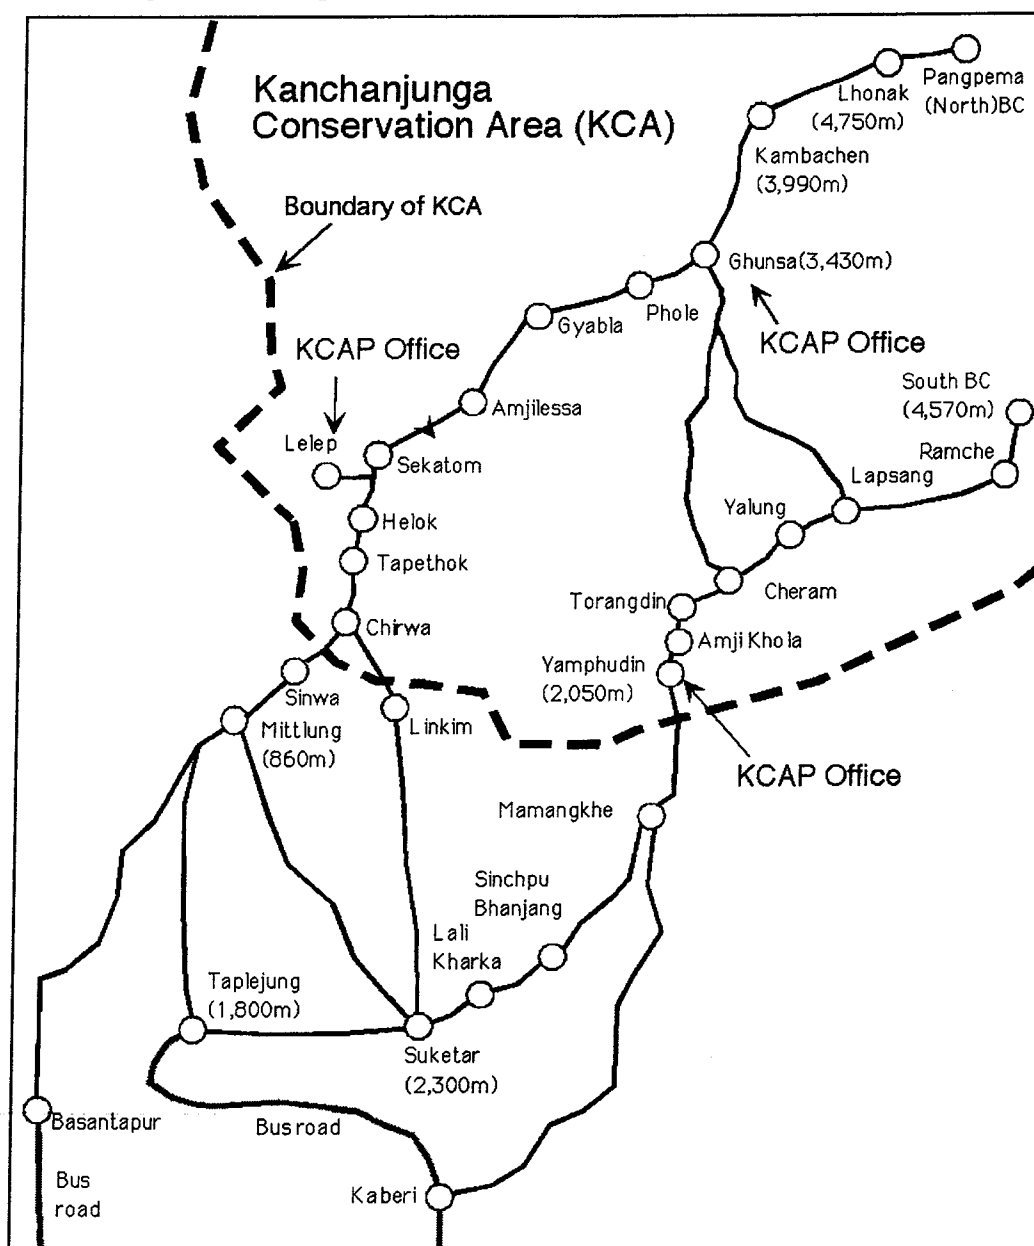 Kanchanjunga
Conservation Area (KCA)
Lhonak
(4,750m)
Pangpema
(North)BC
Kambachen
(3,990m)
Boundary of KCA
Ghunsa(3,430m)
Phole
Gyabla
KCAP Office
KCAP Office
South BC
(4,570m)
Amjilessa
Lelep
Sekatom
Ramche
Lapsang
Yalung
Helok
Tapethok
Cheram
Torangdin
Chirwa
Amji Khola
Yamphudin
(2,050m)
Sinwa
Linkim
Mittlung
(860m)
KCAP Office
Mamangkhe
Sinchpu
Bhanjang
Lali
Kharka
Taplejung
(1,800m)
Suketar
(2,300m)
Basantapur
Bus road
Bus
road
Kaberi